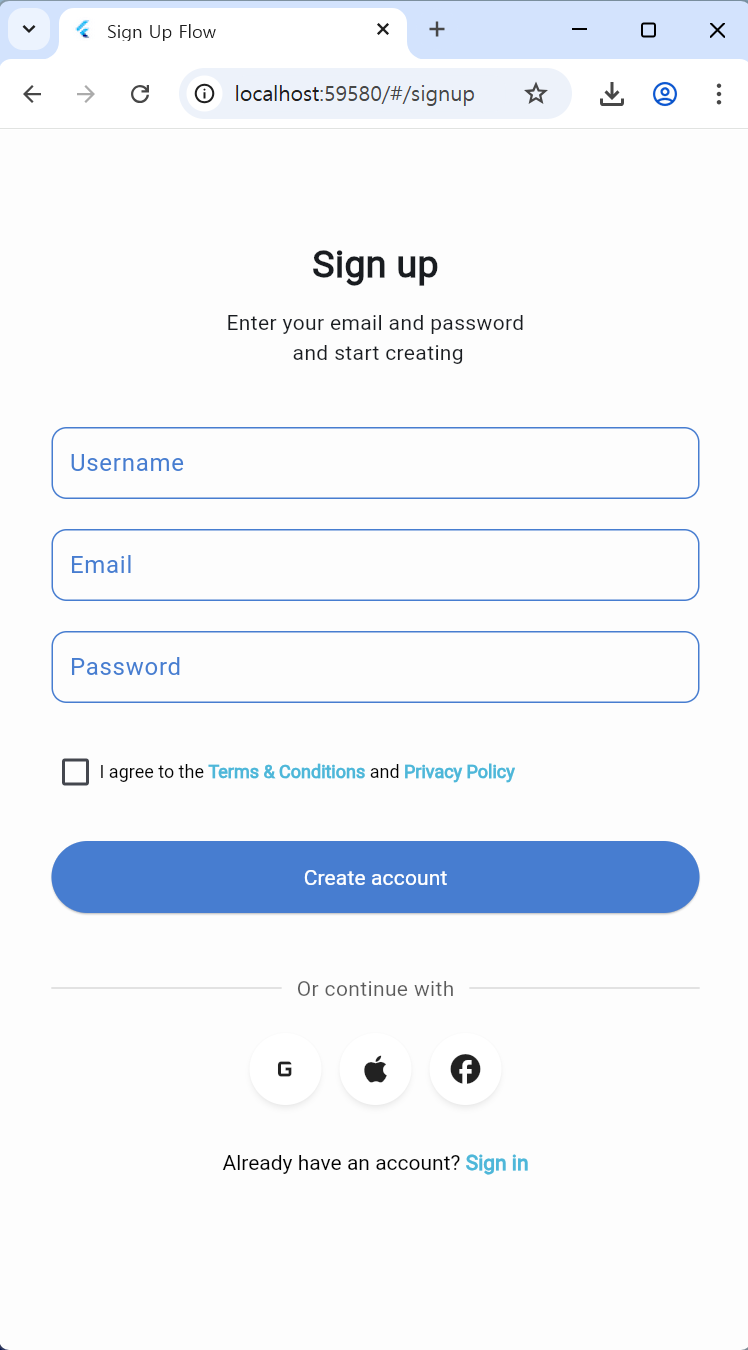 Sign Up Flow
localhost:59580/#/signup
Sign up
Enter your email and password
and start creating
Username
Email
Password
I agree to the Terms & Conditions and Privacy Policy
Create account
Or continue with
G
Already have an account? Sign in